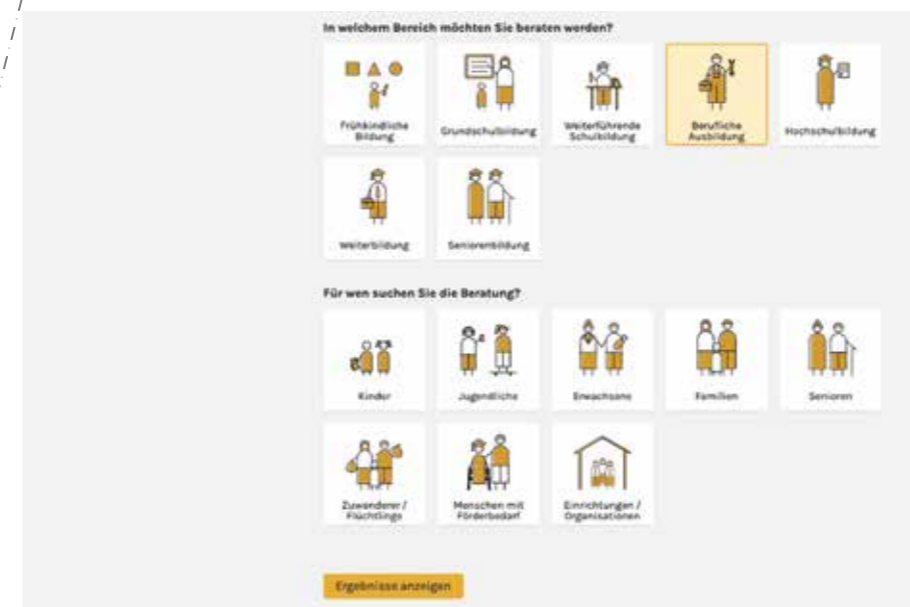 In welchem Bereich möchten Sie beraten werden?
Frühkindliche
Bildung
Grundschulbildung
Weiterführende
Schulbildung
Berufliche
Ausbildung
Hochschulbildung
Weiterbildung
Seniorenbildung
Für wen suchen Sie die Beratung?
Kinder
Jugendliche
Erwachsene
Familien
Senioren
Zuwanderer /
Flüchtlinge
Menschen mit
Förderbedarf
Einrichtungen /
Organisationen
Ergebnisse anzeigen